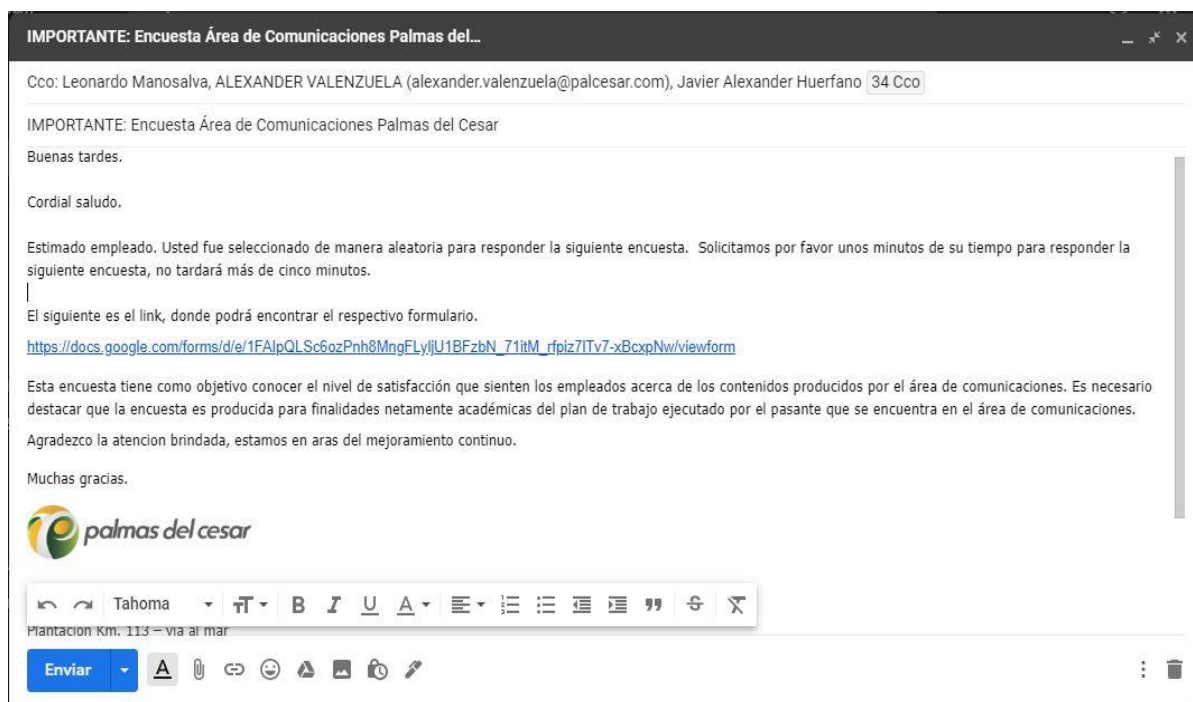 IMPORTANTE: Encuesta Área de Comunicaciones Palmas del...
Cco: Leonardo Manosalva, ALEXANDER VALENZUELA (alexander.valenzuela@palcesar.com), Javier Alexander Huerfano 34 Cco
IMPORTANTE: Encuesta Área de Comunicaciones Palmas del Cesar
Buenas tardes.
Cordial saludo.
Estimado empleado. Usted fue seleccionado de manera aleatoria para responder la siguiente encuesta. Solicitamos por favor unos minutos de su tiempo para responder la
siguiente encuesta, no tardará más de cinco minutos.
El siguiente es el link, donde podrá encontrar el respectivo formulario.
https://docs.google.com/forms/d/e/1FAIpQLSc6ozPnh8MngFLyljU1BFzbN_71itM_rfpiz7ITv7-xBcxpNw/viewform
Esta encuesta tiene como objetivo conocer el nivel de satisfacción que sienten los empleados acerca de los contenidos producidos por el área de comunicaciones. Es necesario
destacar que la encuesta es producida para finalidades netamente académicas del plan de trabajo ejecutado por el pasante que se encuentra en el área de comunicaciones.
Agradezco la atencion brindada, estamos en aras del mejoramiento continuo.
Muchas gracias.
palmas del cesar
Tahoma
Plantación Km. 113 – vía al mar
Enviar